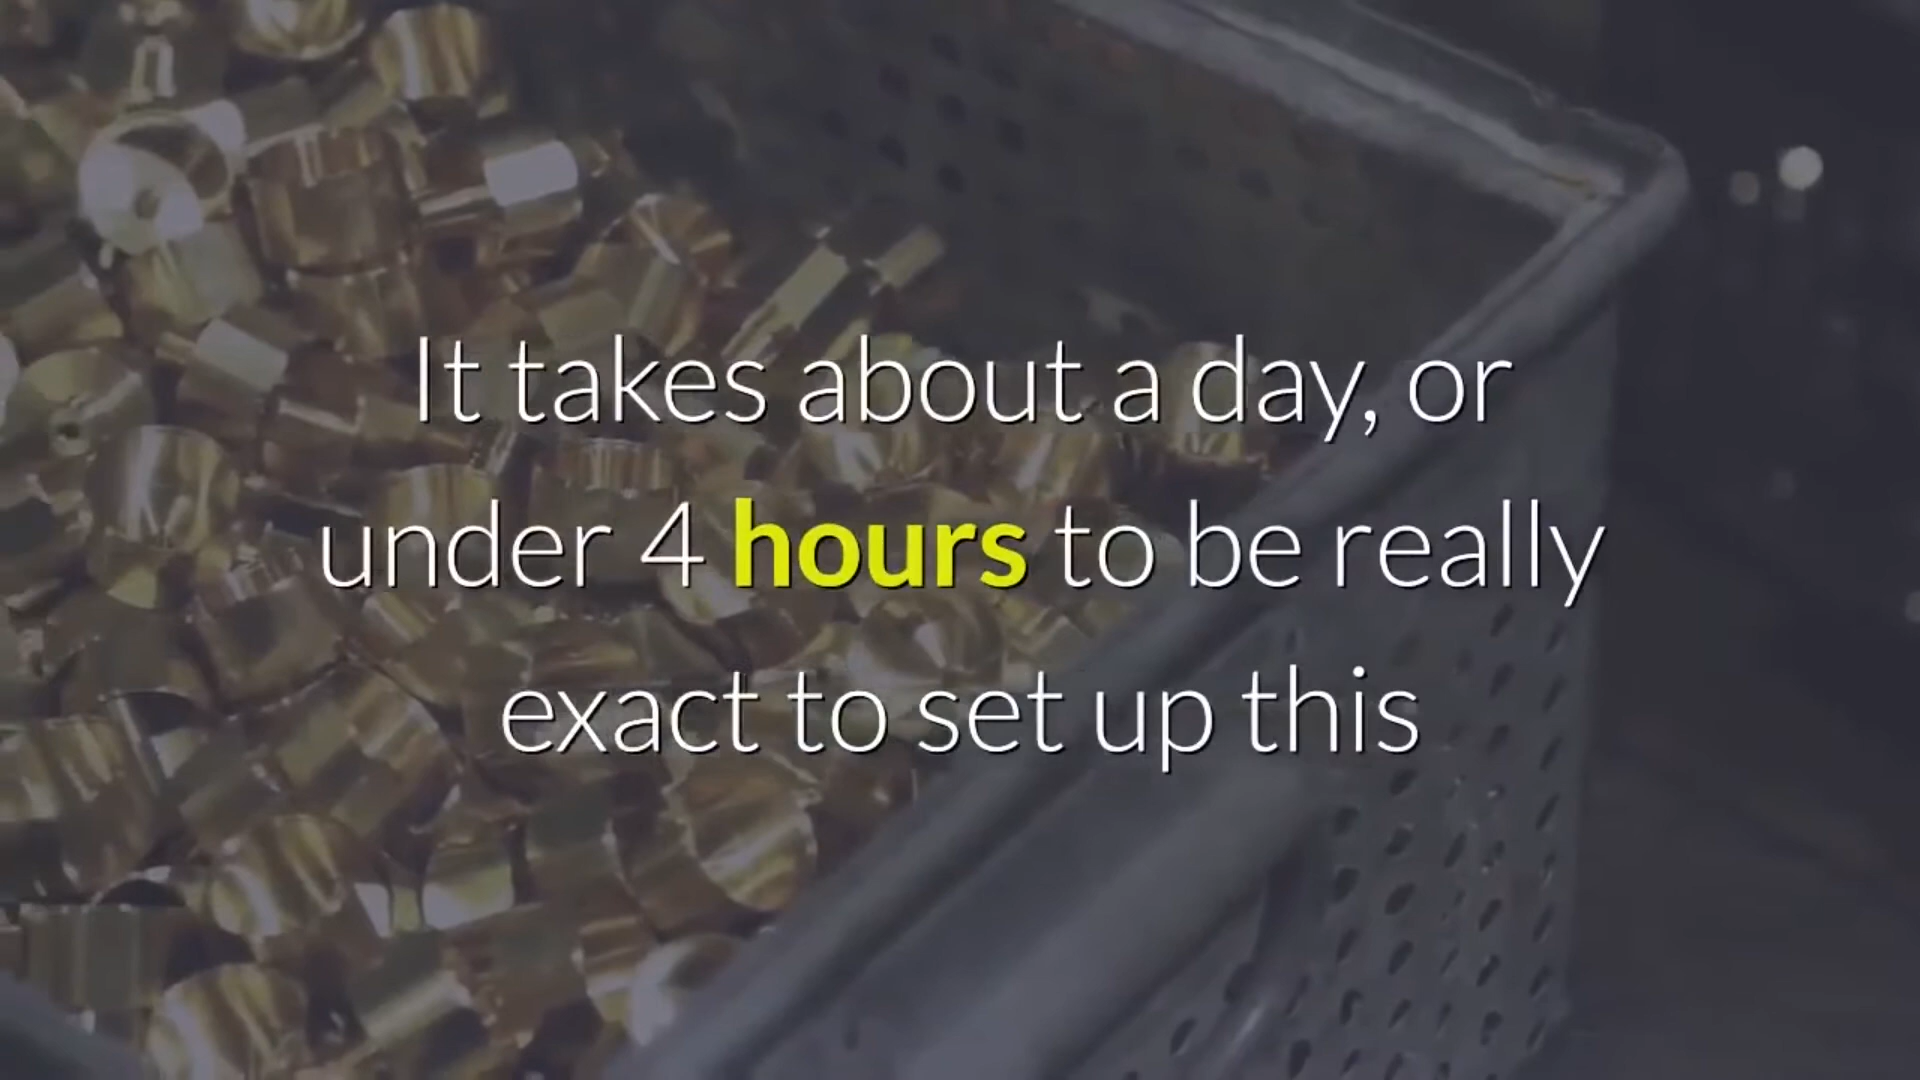 It takes about a day, or
under 4 hours to be really
exact to set up this